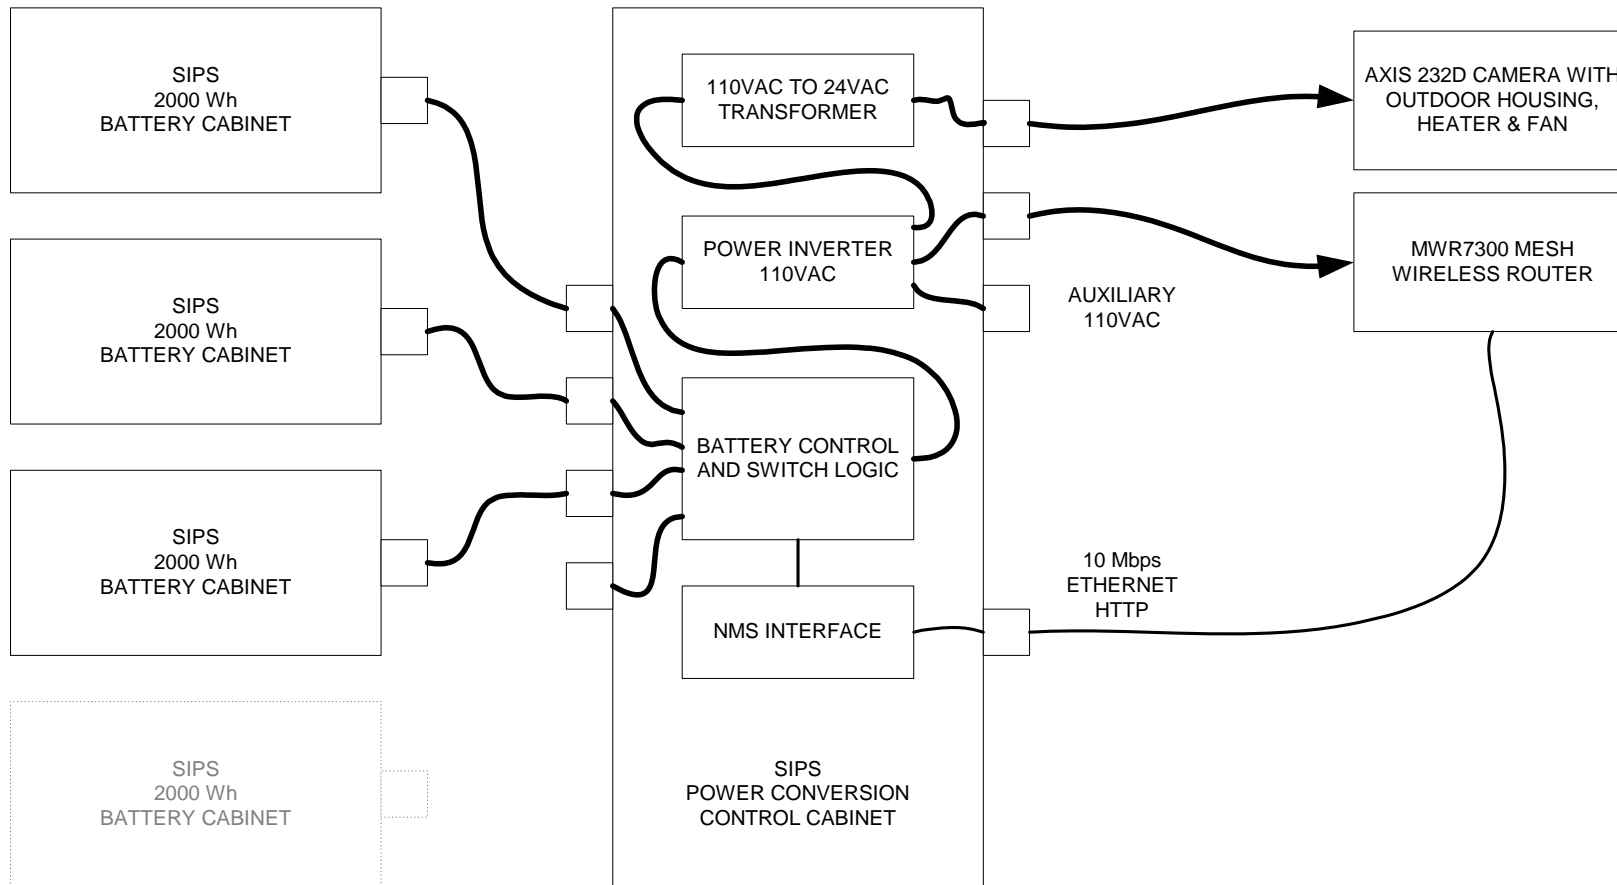 SIPS
2000 Wh
BATTERY CABINET
SIPS
2000 Wh
BATTERY CABINET
SIPS
2000 Wh
BATTERY CABINET
SIPS
2000 Wh
BATTERY CABINET
110VAC TO 24VAC
TRANSFORMER
POWER INVERTER
110VAC
BATTERY CONTROL
AND SWITCH LOGIC
NMS INTERFACE
SIPS
POWER CONVERSION
CONTROL CABINET
AXIS 232D CAMERA WITH
OUTDOOR HOUSING,
HEATER & FAN
MWR7300 MESH
WIRELESS ROUTER
AUXILIARY
110VAC
10 Mbps
ETHERNET
HTTP